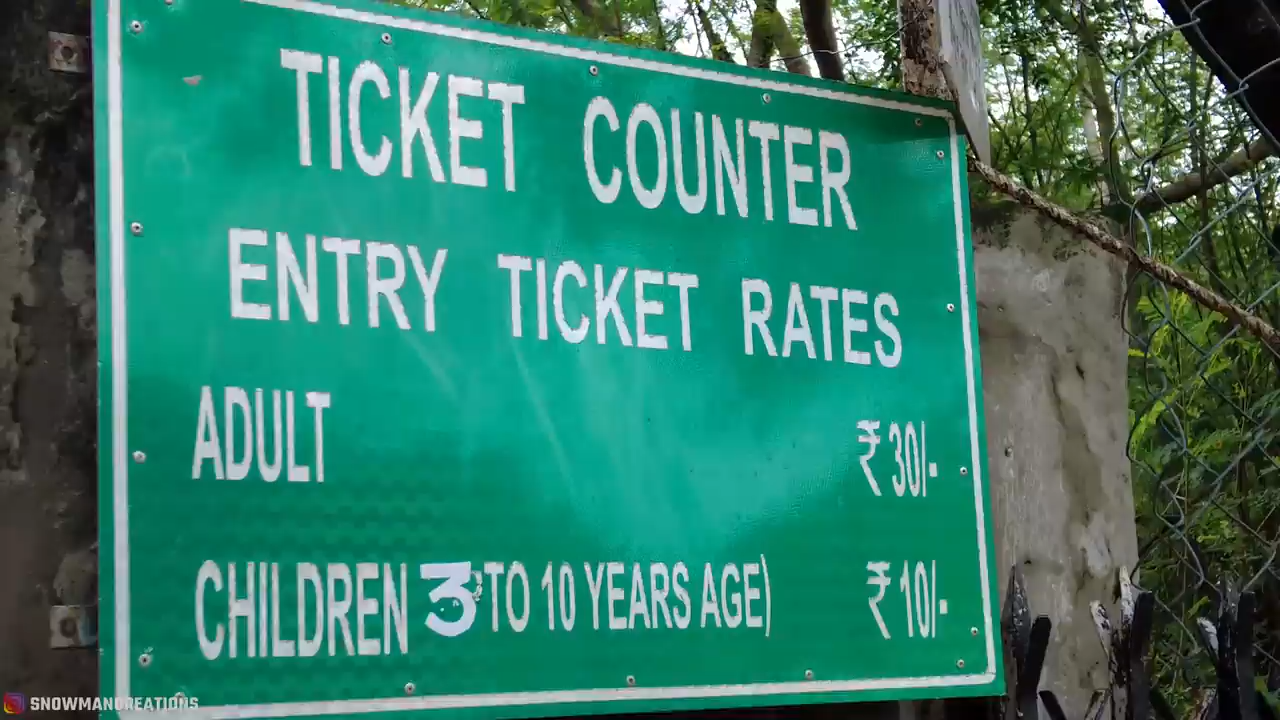 TICKET COUNTER
ENTRY TICKET RATES
ADULT ₹ 30/-
CHILDREN 3 TO 10 YEARS AGE) ₹ 10/-
SNOWMANCREATIONS